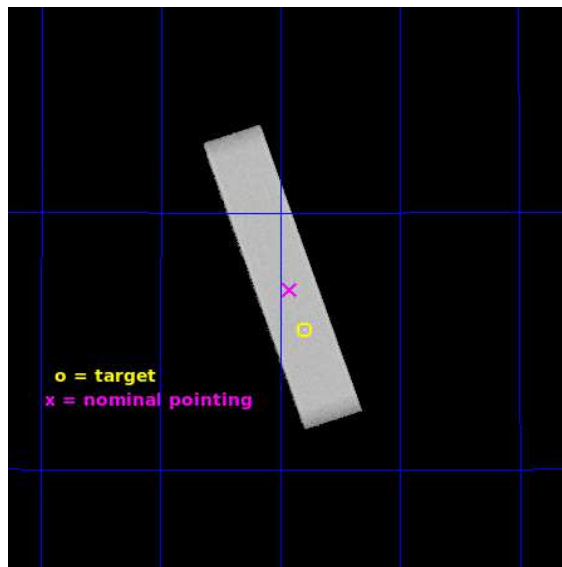 o = target
x = nominal pointing